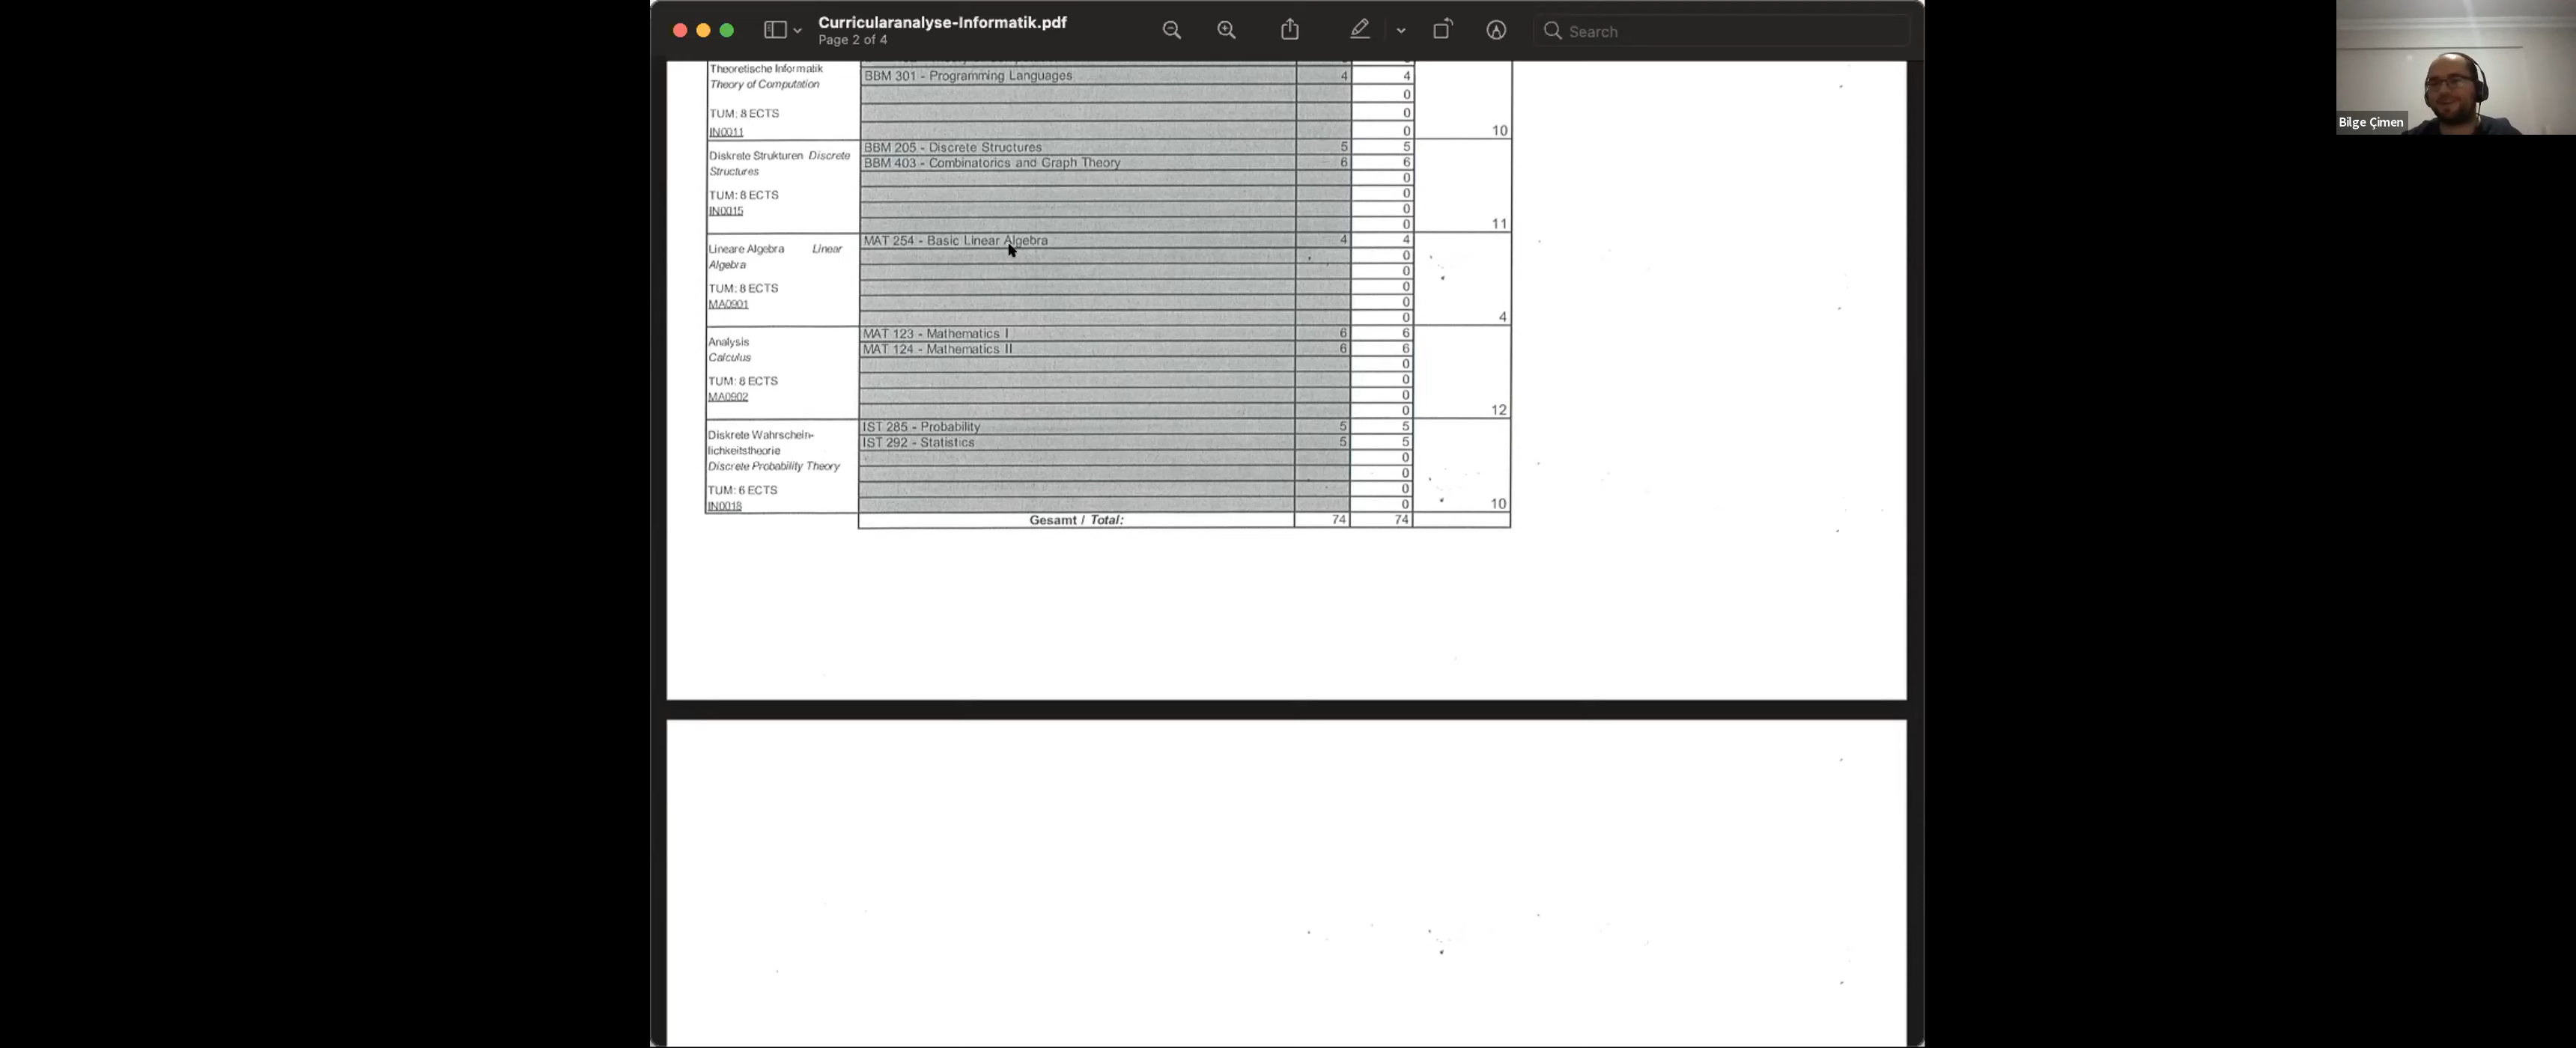 Curricularanalyse-Informatik.pdf
Page 2 of 4
Search
Bilge Çimen
Theoretische Informatik
Theory of Computation
TUM: 8 ECTS
IN0011
BBM 301 - Programming Languages 4 4
0
0
0 10
Diskrete Strukturen Discrete
Structures
TUM: 8 ECTS
IN0015
BBM 205 - Discrete Structures 5 5
BBM 403 - Combinatorics and Graph Theory 6 6
0
0
0
0 11
Lineare Algebra Linear
Algebra
TUM: 8 ECTS
MA0901
MAT 254 - Basic Linear Algebra 4 4
0
0
0
0
0 4
Analysis
Calculus
TUM: 8 ECTS
MA0902
MAT 123 - Mathematics I 6 6
MAT 124 - Mathematics II 6 6
0
0
0
0 12
Diskrete Wahrschein-
lichkeitstheorie
Discrete Probability Theory
TUM: 6 ECTS
IN0018
IST 285 - Probability 5 5
IST 292 - Statistics 5 5
0
0
0
0 10
Gesamt / Total: 74 74